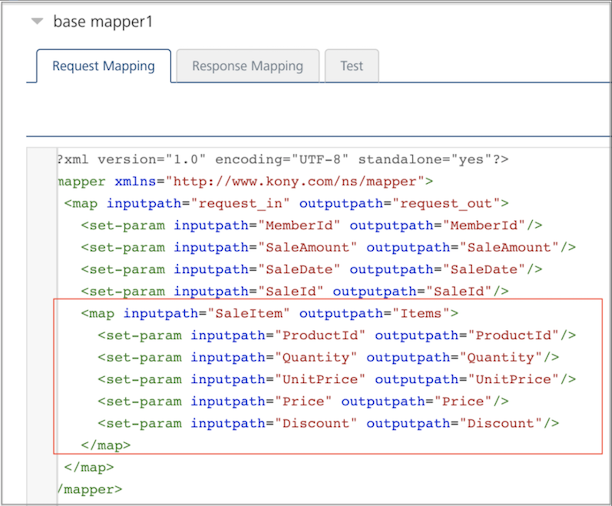 base mapper1
Request Mapping
Response Mapping
Test
?xml version="1.0" encoding="UTF-8" standalone="yes"?>
mapper xmlns="http://www.kony.com/ns/mapper">
<map inputpath="request_in" outputpath="request_out">
<set-param inputpath="MemberId" outputpath="MemberId"/>
<set-param inputpath="SaleAmount" outputpath="SaleAmount"/>
<set-param inputpath="SaleDate" outputpath="SaleDate"/>
<set-param inputpath="SaleId" outputpath="SaleId"/>
<map inputpath="SaleItem" outputpath="Items">
<set-param inputpath="ProductId" outputpath="ProductId"/>
<set-param inputpath="Quantity" outputpath="Quantity"/>
<set-param inputpath="UnitPrice" outputpath="UnitPrice"/>
<set-param inputpath="Price" outputpath="Price"/>
<set-param inputpath="Discount" outputpath="Discount"/>
</map>
</map>
/mapper>